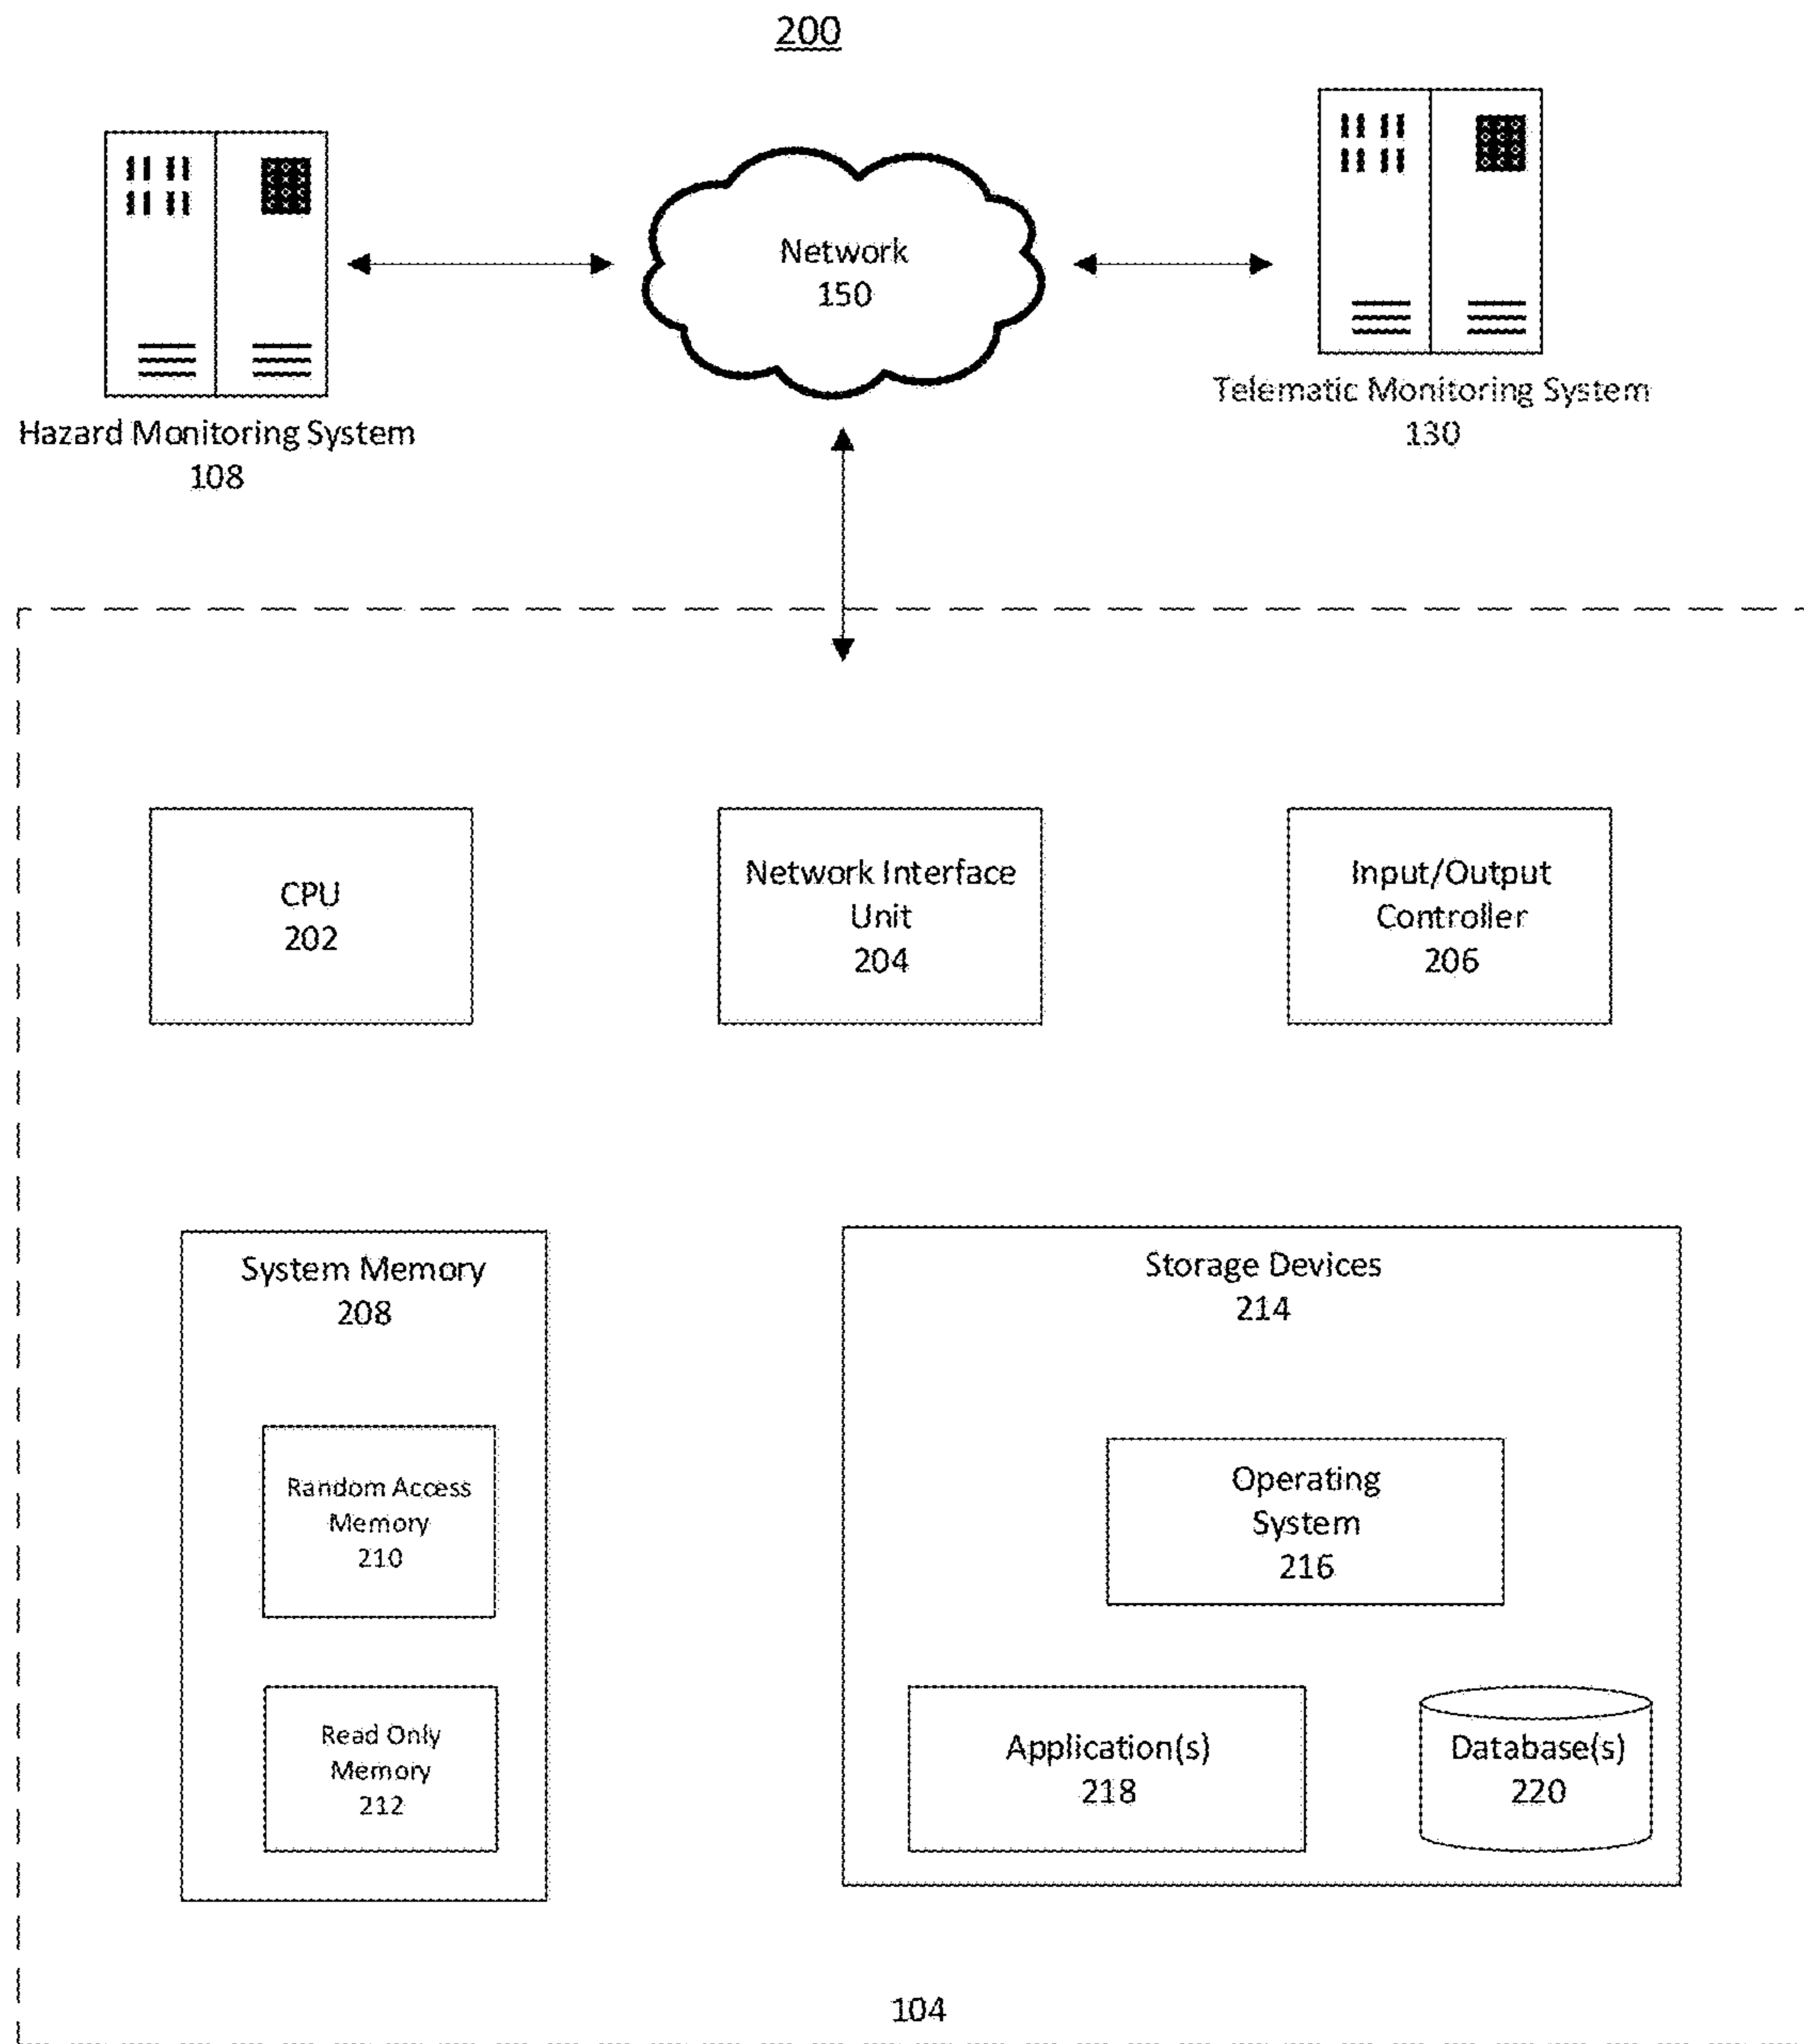 200
Network
150
Hazard Monitoring System
108
Telematic Monitoring System
130
CPU
202
Network Interface
Unit
204
Input/Output
Controller
206
System Memory
208
Random Access
Memory
210
Read Only
Memory
212
Storage Devices
214
Operating
System
216
Application(s)
218
Database(s)
220
104